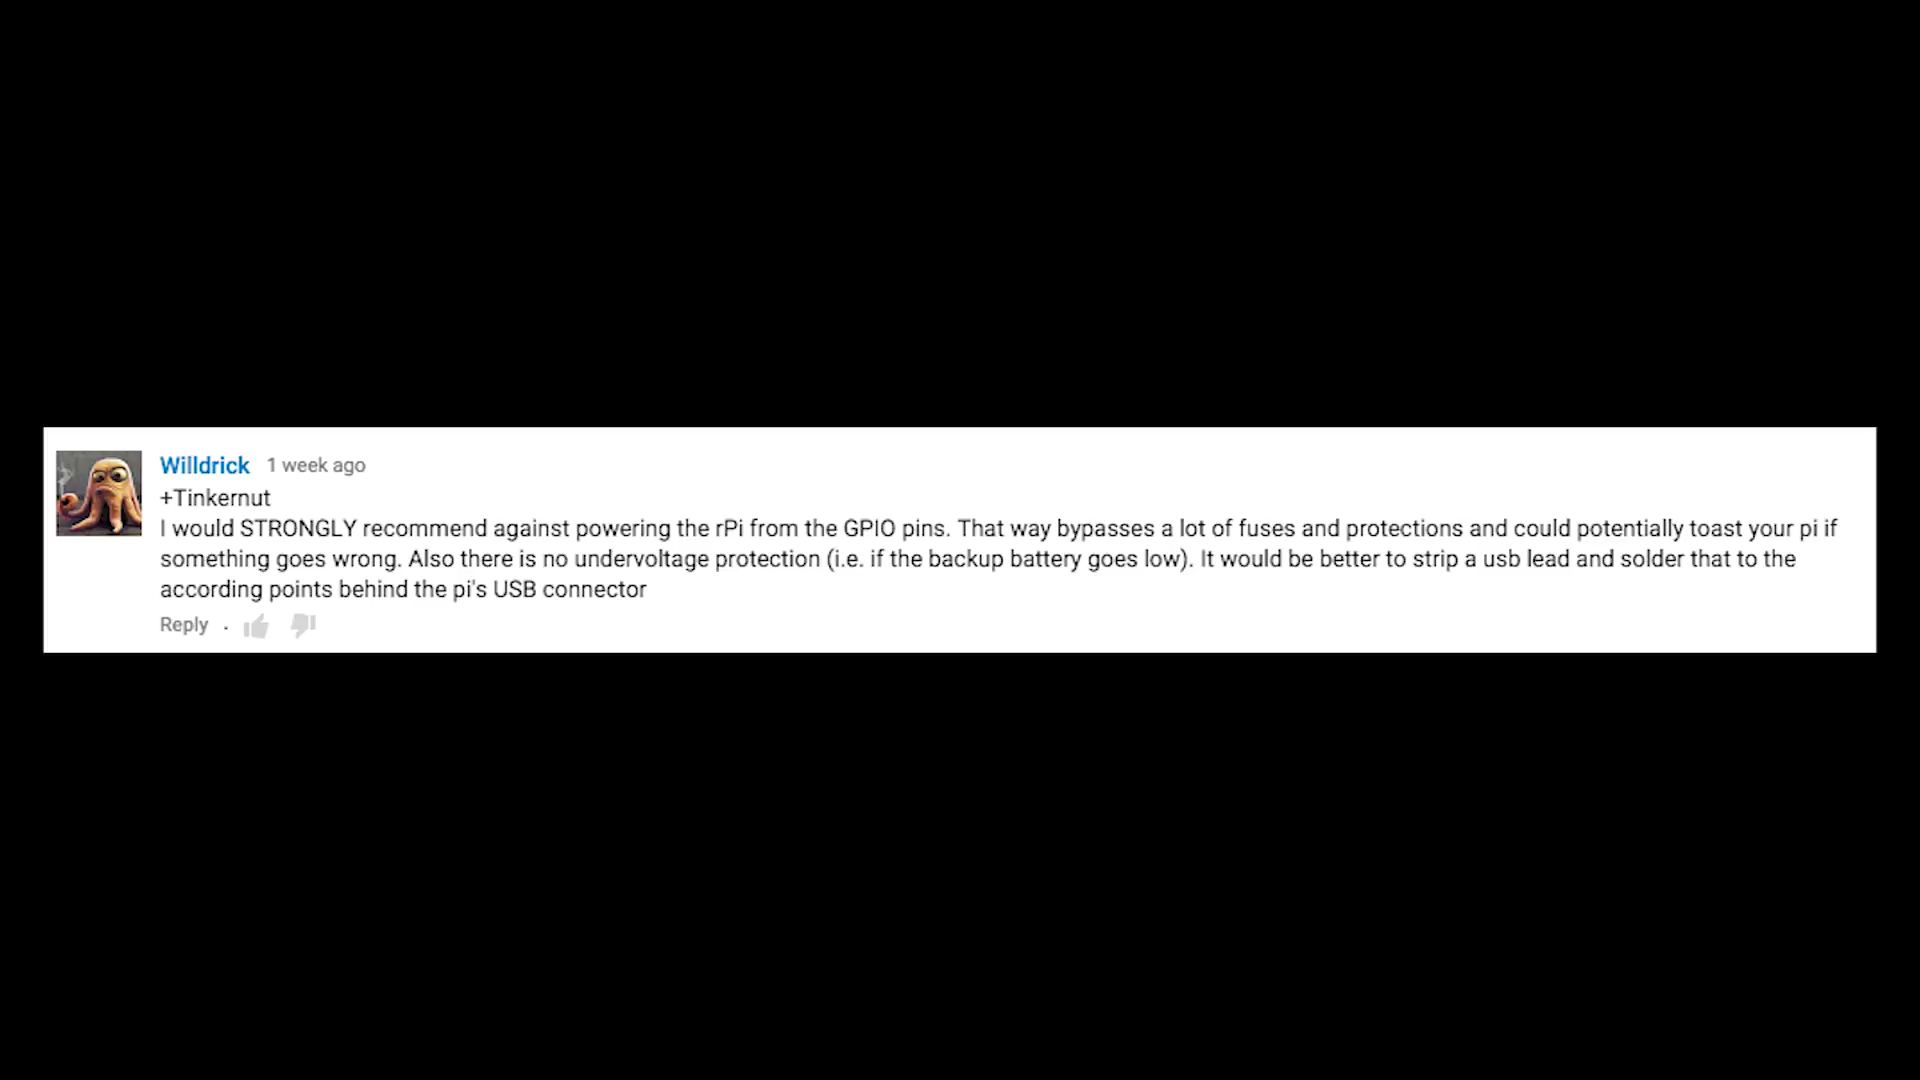 Willdrick 1 week ago
+Tinkernut
I would STRONGLY recommend against powering the rPi from the GPIO pins. That way bypasses a lot of fuses and protections and could potentially toast your pi if
something goes wrong. Also there is no undervoltage protection (i.e. if the backup battery goes low). It would be better to strip a usb lead and solder that to the
according points behind the pi's USB connector
Reply .